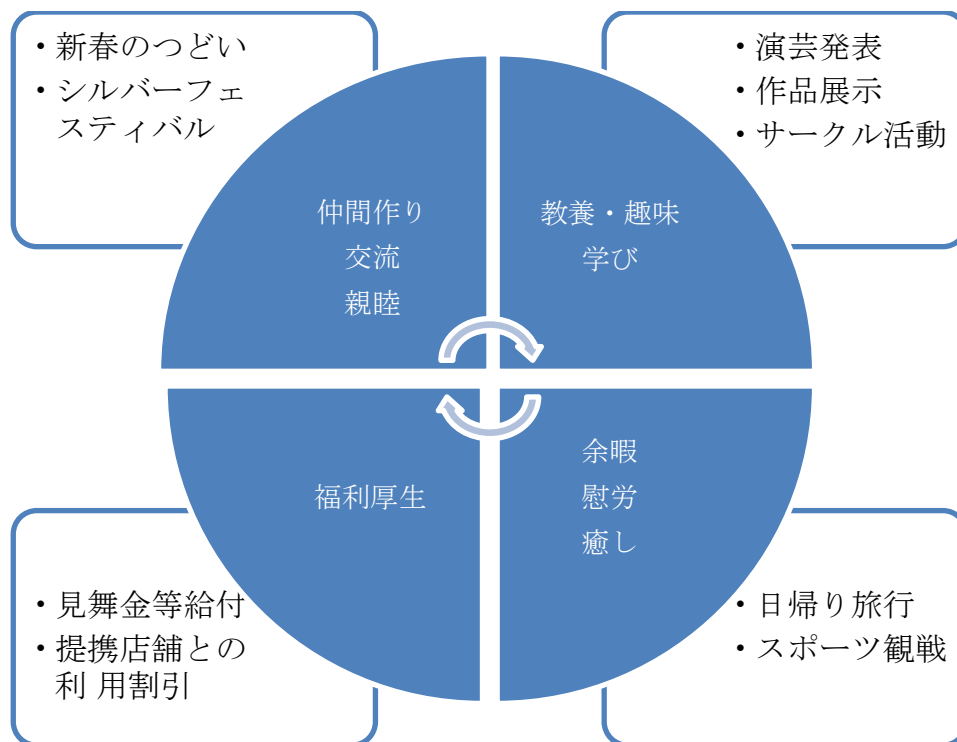 ・新春のつどい
・シルバーフェ
スティバル
・演芸発表
・作品展示
・サークル活動
仲間作り
交流
親睦
教養・趣味
学び
福利厚生
余暇
慰労
癒し
・見舞金等給付
・提携店舗との
利 用割引
・日帰り旅行
・スポーツ観戦